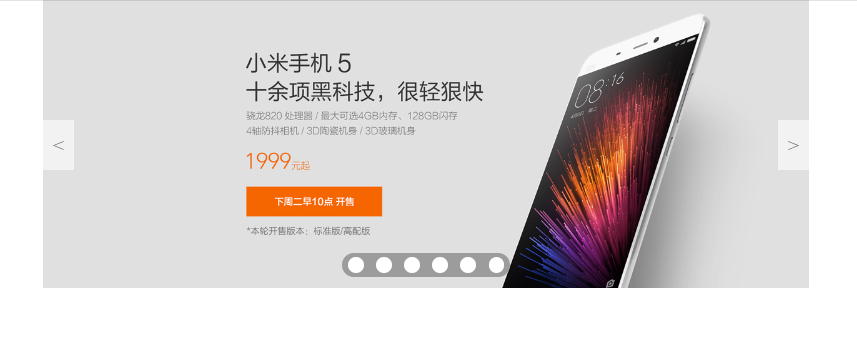 小米手机 5
十余项黑科技，很轻狠快
骁龙820 处理器 / 最大可选4GB内存、128GB闪存
4轴防抖相机 / 3D陶瓷机身 / 3D玻璃机身
1999元起
下周二早10点 开售
*本轮开售版本：标准版/高配版
<
>
08:16